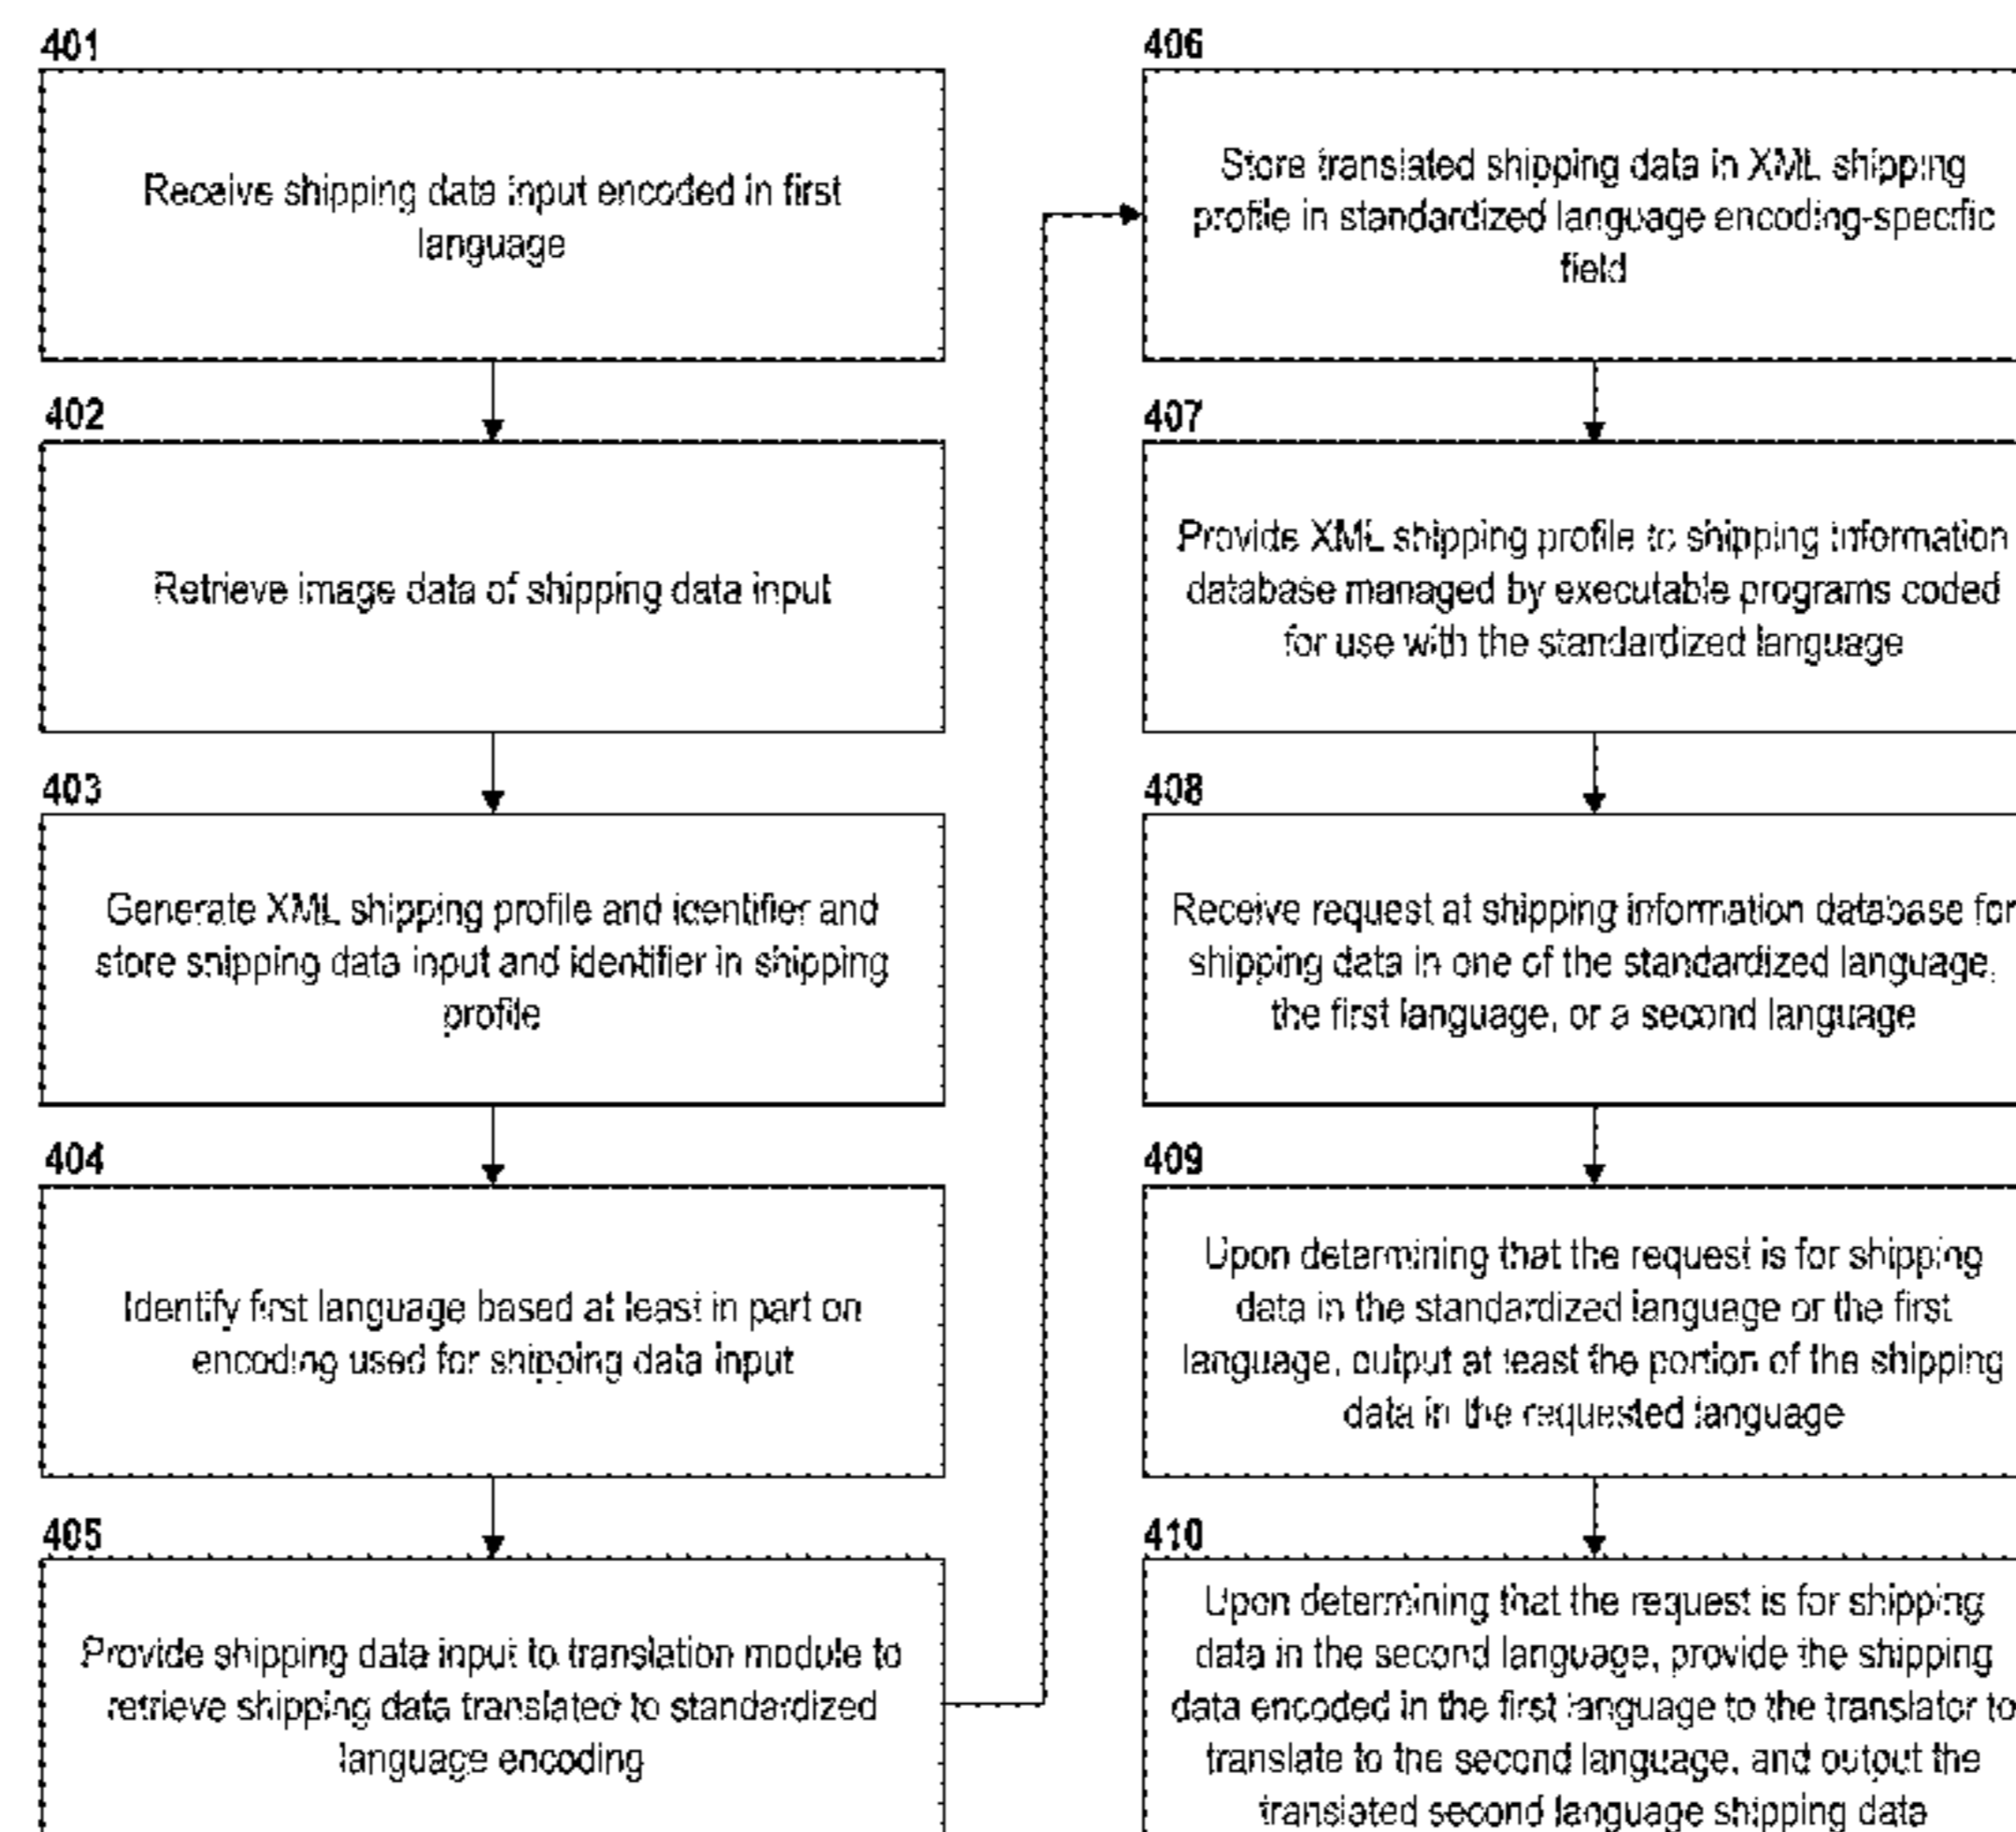 401
Receive shipping data input encoded in first
language
402
Retrieve image data of shipping data input
403
Generate XML shipping profile and identifier and
store shipping data input and identifier in shipping
profile
404
Identify first language based at least in part on
encoding used for shipping data input
405
Provide shipping data input to translation module to
retrieve shipping data translated to standardized
language encoding
406
Store translated shipping data in XML shipping
profile in standardized language encoding-specific
field
407
Provide XML shipping profile to shipping information
database managed by executable programs coded
for use with the standardized language
408
Receive request at shipping information database for
shipping data in one of the standardized language,
the first language, or a second language
409
Upon determining that the request is for shipping
data in the standardized language or the first
language, output at least the portion of the shipping
data in the requested language
410
Upon determining that the request is for shipping
data in the second language, provide the shipping
data encoded in the first language to the translator to
translate to the second language, and output the
translated second language shipping data